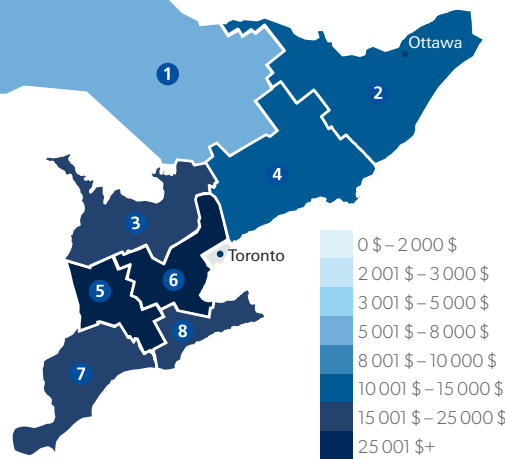 Ottawa
1
2
4
3
Toronto
6
5
8
7
0 $ – 2 000 $
2 001 $ – 3 000 $
3 001 $ – 5 000 $
5 001 $ – 8 000 $
8 001 $ – 10 000 $
10 001 $ – 15 000 $
15 001 $ – 25 000 $
25 001 $+